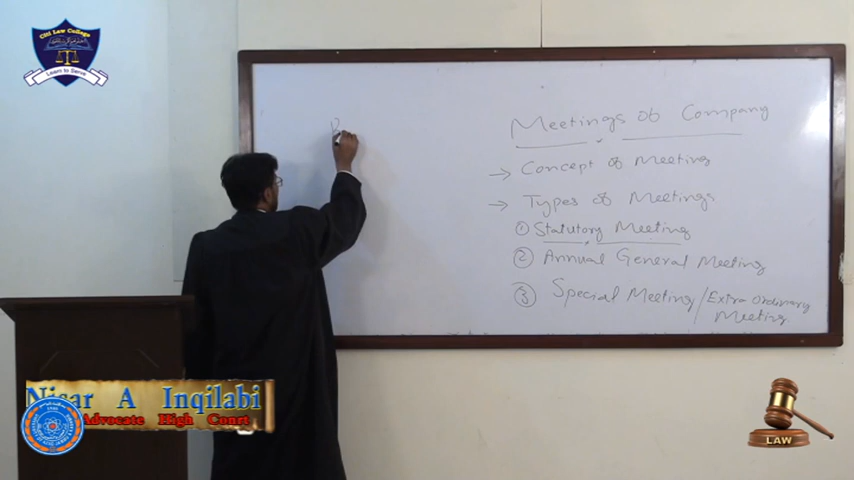 Citi Law College
Learn to Serve
Meetings of Company
→ Concept of Meeting
→ Types of Meetings
① Statutory Meeting
② Annual General Meeting
③ Special Meeting/Extra Ordinary
Meeting
Nisar A Inqilabi
Advocate High Court
LAW